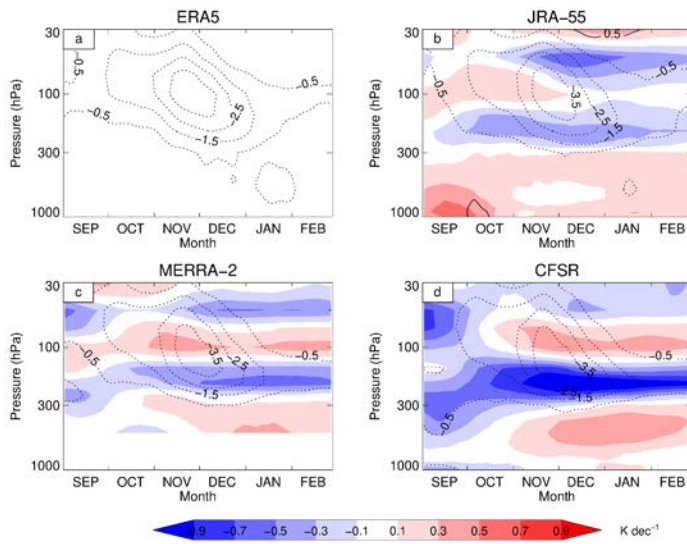 ERA5
a
30
100
300
1000
Pressure (hPa)
-0.5
-0.5
-0.5
-1.5
-2.5
SEP OCT NOV DEC JAN FEB
Month
JRA-55
b
30
100
300
1000
Pressure (hPa)
0.5
-0.5
-0.5
-3.5
-2.5
-1.5
SEP OCT NOV DEC JAN FEB
Month
MERRA-2
c
30
100
300
1000
Pressure (hPa)
-0.5
-3.5
-2.5
-1.5
-0.5
SEP OCT NOV DEC JAN FEB
Month
CFSR
d
30
100
300
1000
Pressure (hPa)
-3.5
-0.5
-2.5
-1.5
-0.5
SEP OCT NOV DEC JAN FEB
Month
-0.9 -0.7 -0.5 -0.3 -0.1 0.1 0.3 0.5 0.7 0.9 K dec⁻¹